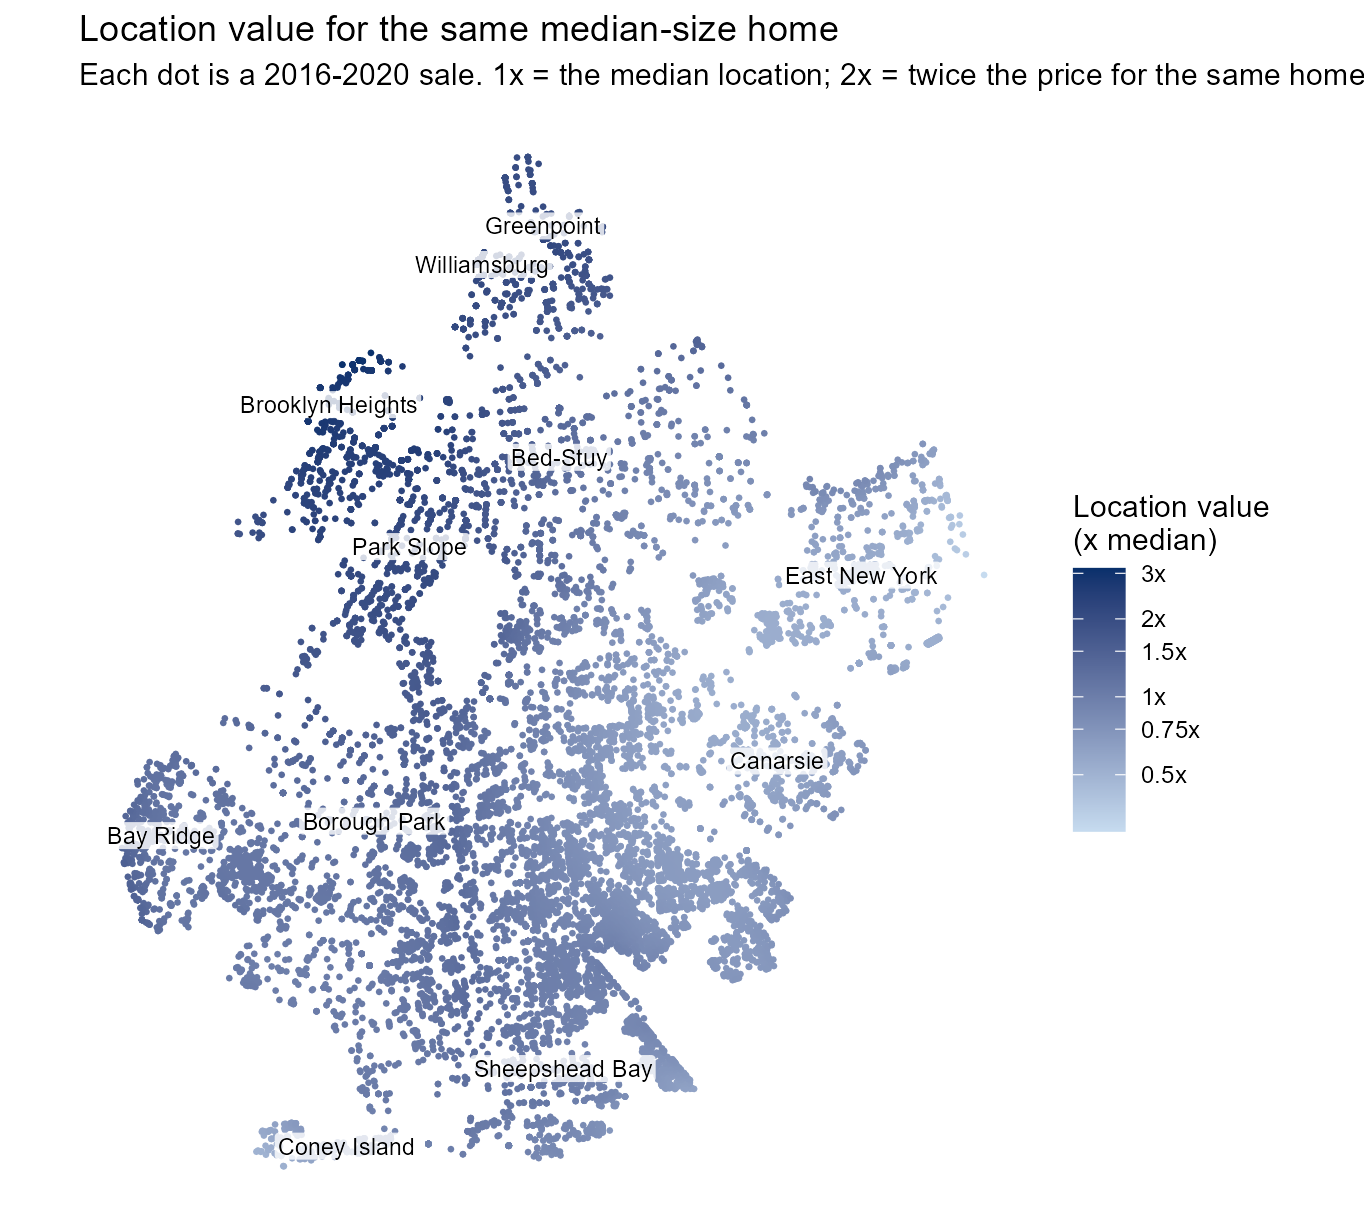 Location value for the same median-size home
Each dot is a 2016-2020 sale. 1x = the median location; 2x = twice the price for the same home
Greenpoint
Williamsburg
Brooklyn Heights
Bed-Stuy
Park Slope
East New York
Canarsie
Borough Park
Bay Ridge
Sheepshead Bay
Coney Island
Location value
(x median)
3x
2x
1.5x
1x
0.75x
0.5x